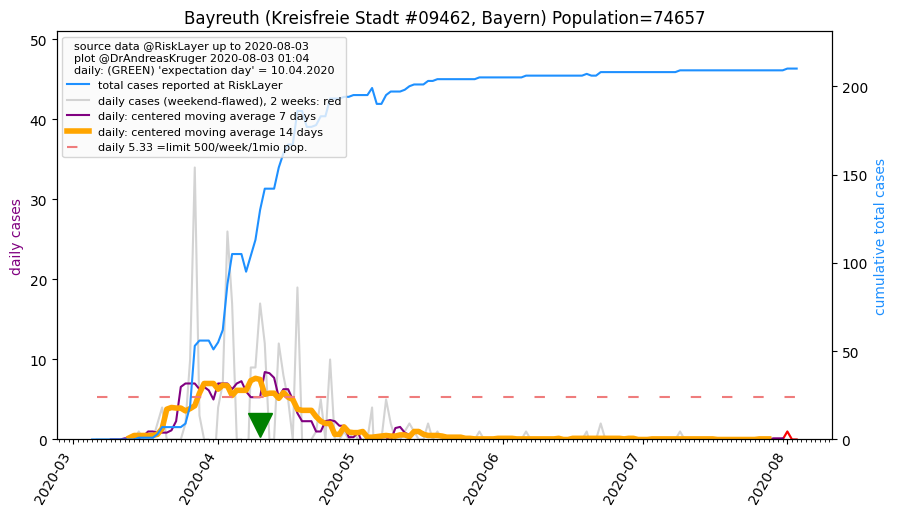 Bayreuth (Kreisfreie Stadt #09462, Bayern) Population=74657
source data @RiskLayer up to 2020-08-03
plot @DrAndreasKruger 2020-08-03 01:04
daily: (GREEN) 'expectation day' = 10.04.2020
total cases reported at RiskLayer
daily cases (weekend-flawed), 2 weeks: red
daily: centered moving average 7 days
daily: centered moving average 14 days
daily 5.33 =limit 500/week/1mio pop.
daily cases
50
40
30
20
10
0
cumulative total cases
200
150
100
50
0
2020-03
2020-04
2020-05
2020-06
2020-07
2020-08